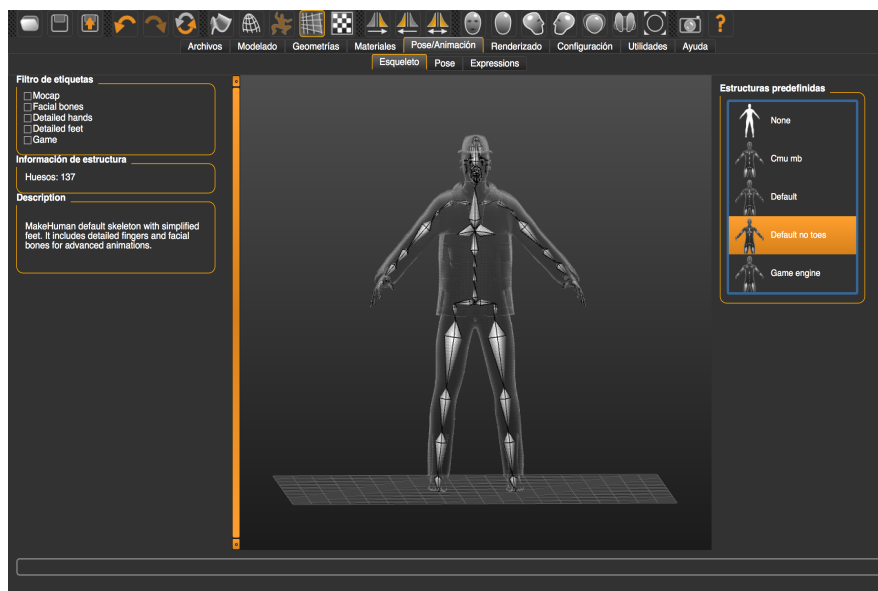 Archivos Modelado Geometrías Materiales Pose/Animación Renderizado Configuración Utilidades Ayuda
Esqueleto Pose Expressions
Filtro de etiquetas
Mocap
Facial bones
Detailed hands
Detailed feet
Game
Información de estructura
Huesos: 137
Description
MakeHuman default skeleton with simplified
feet. It includes detailed fingers and facial
bones for advanced animations.
Estructuras predefinidas
None
Cmu mb
Default
Default no toes
Game engine